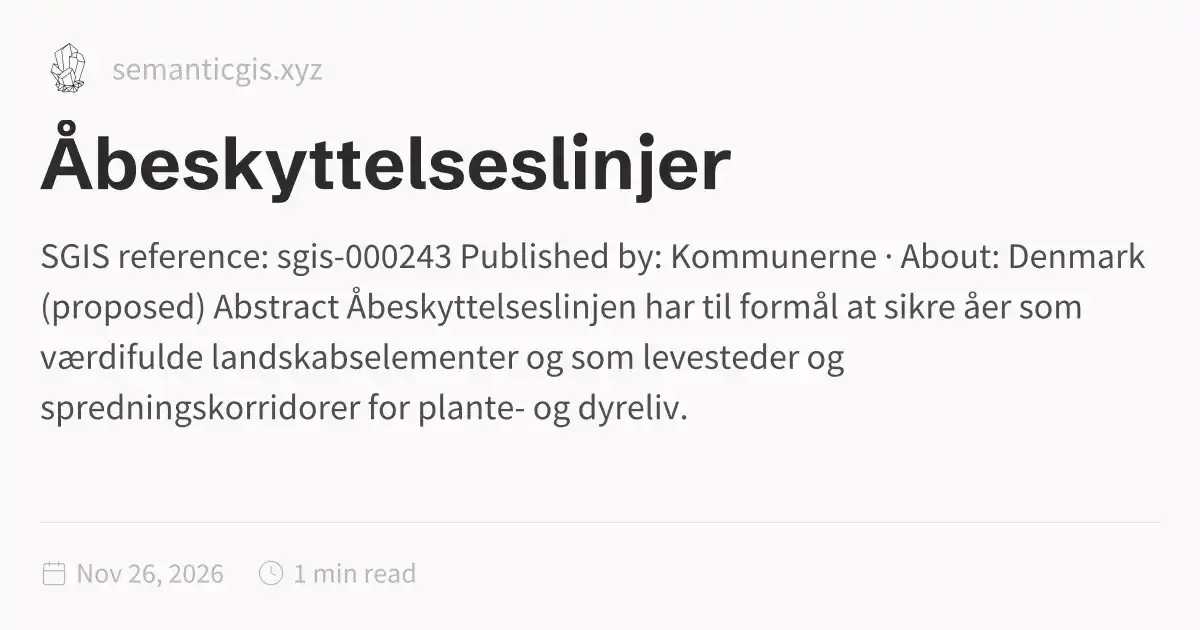 semanticgis.xyz
Åbeskyttelseslinjer
SGIS reference: sgis-000243 Published by: Kommunerne · About: Denmark
(proposed) Abstract Åbeskyttelseslinjen har til formål at sikre åer som
værdifulde landskabselementer og som levesteder og
spredningskorridorer for plante- og dyreliv.
Nov 26, 2026 1 min read